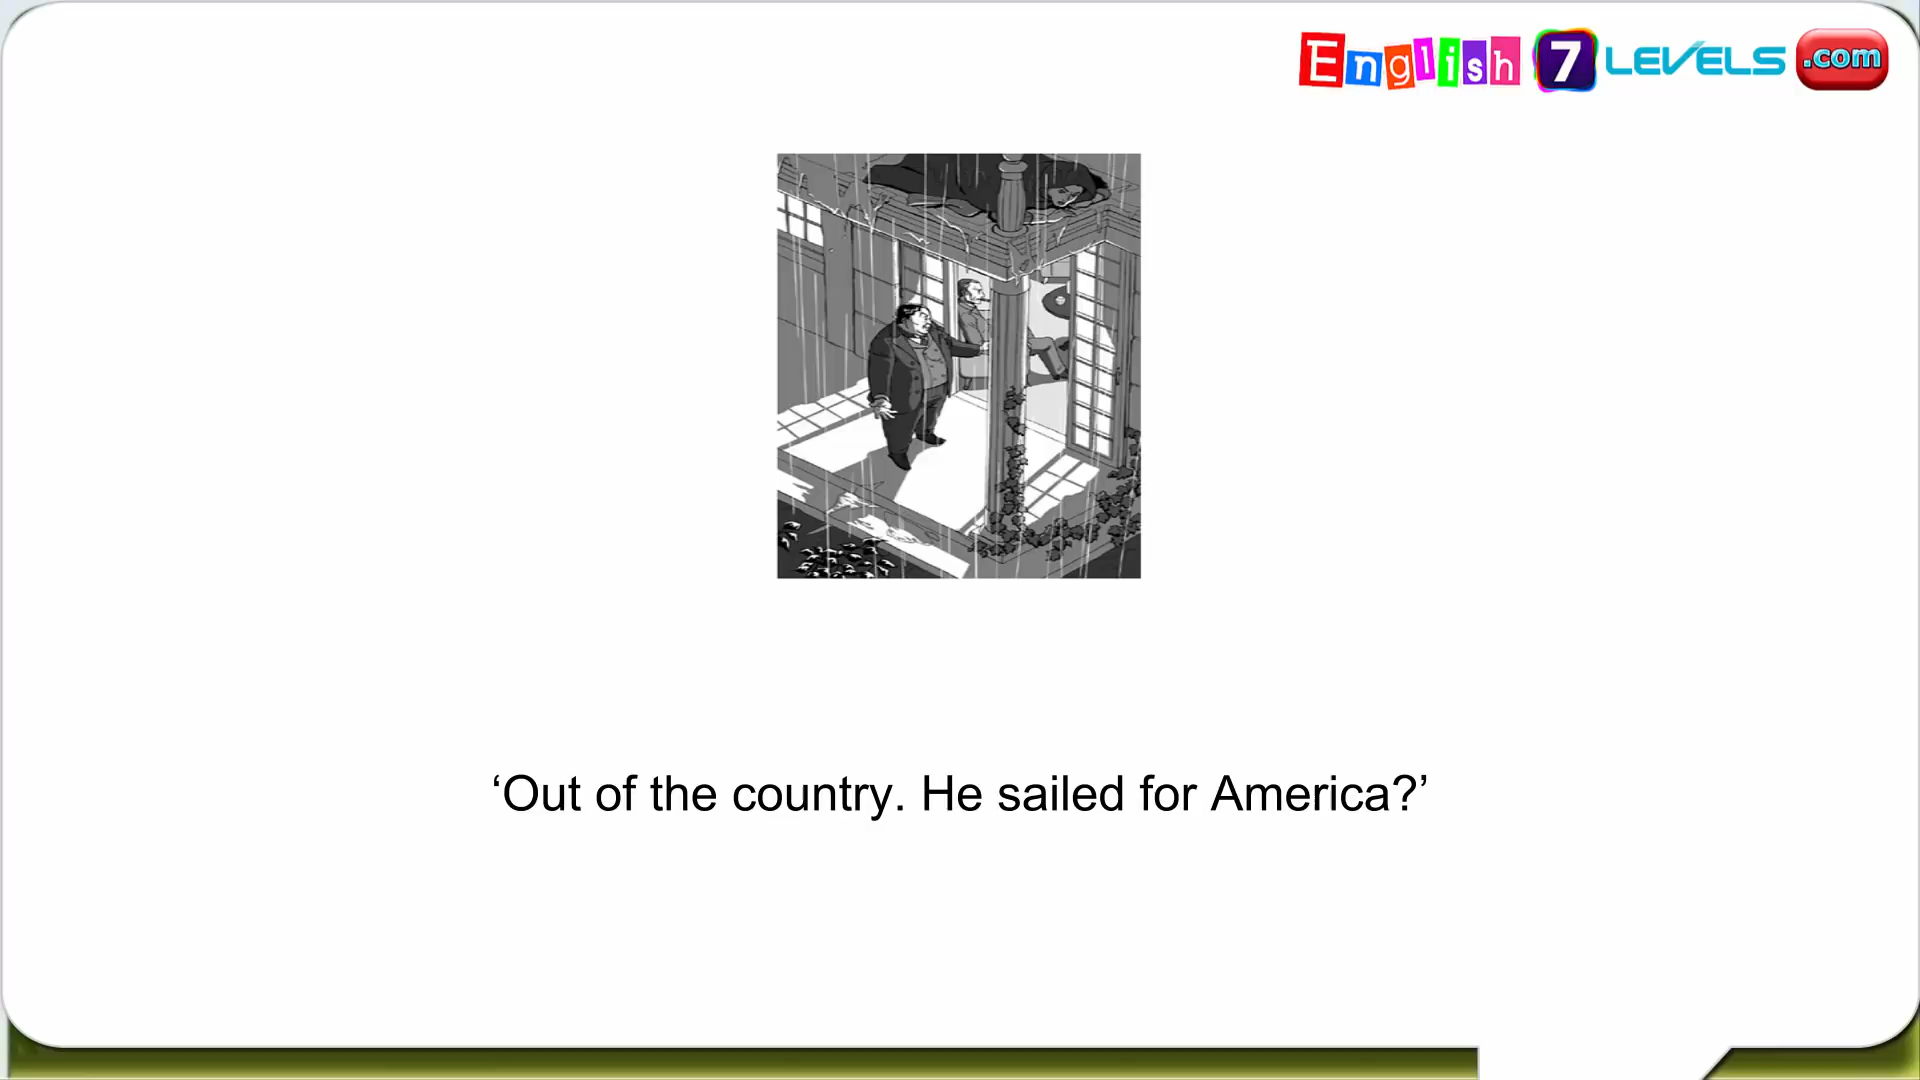 English 7 LEVELS .com
‘Out of the country. He sailed for America?’